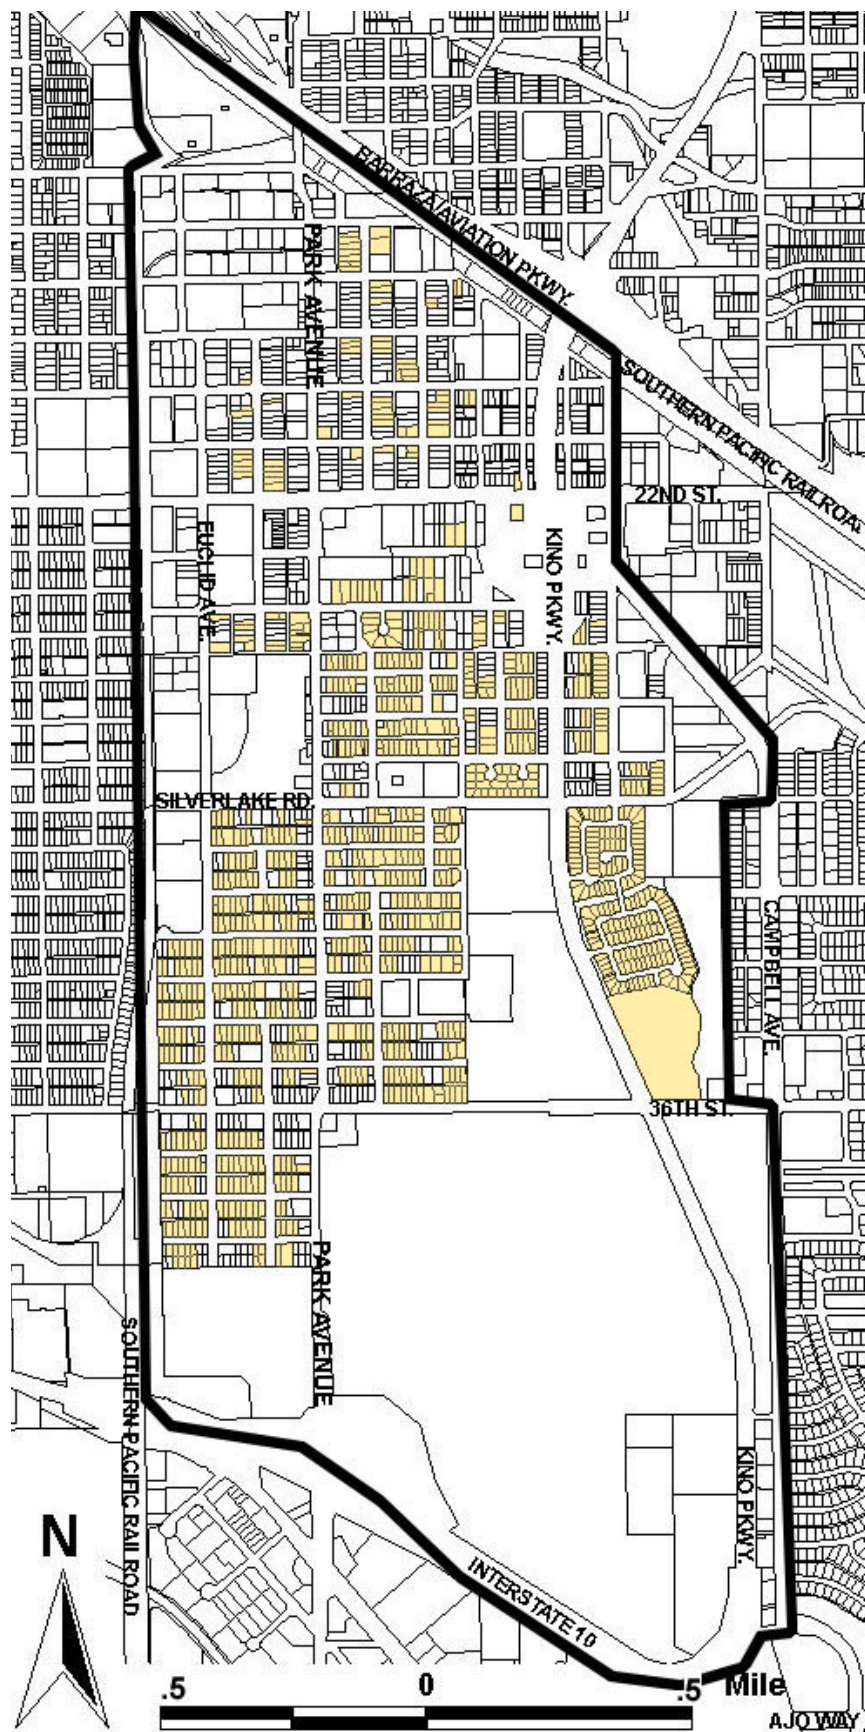 BARRAZA/AVIATION PKWY.
PARK AVENUE
SOUTHERN PACIFIC RAILROAD
22ND ST.
EUCLID AVE.
KINO PKWY.
SILVERLAKE RD.
CAMPBELL AVE.
36TH ST.
PARK AVENUE
SOUTHERN PACIFIC RAIL ROAD
KINO PKWY.
N
INTERSTATE 10
.5 0 .5 Mile
AJO WAY